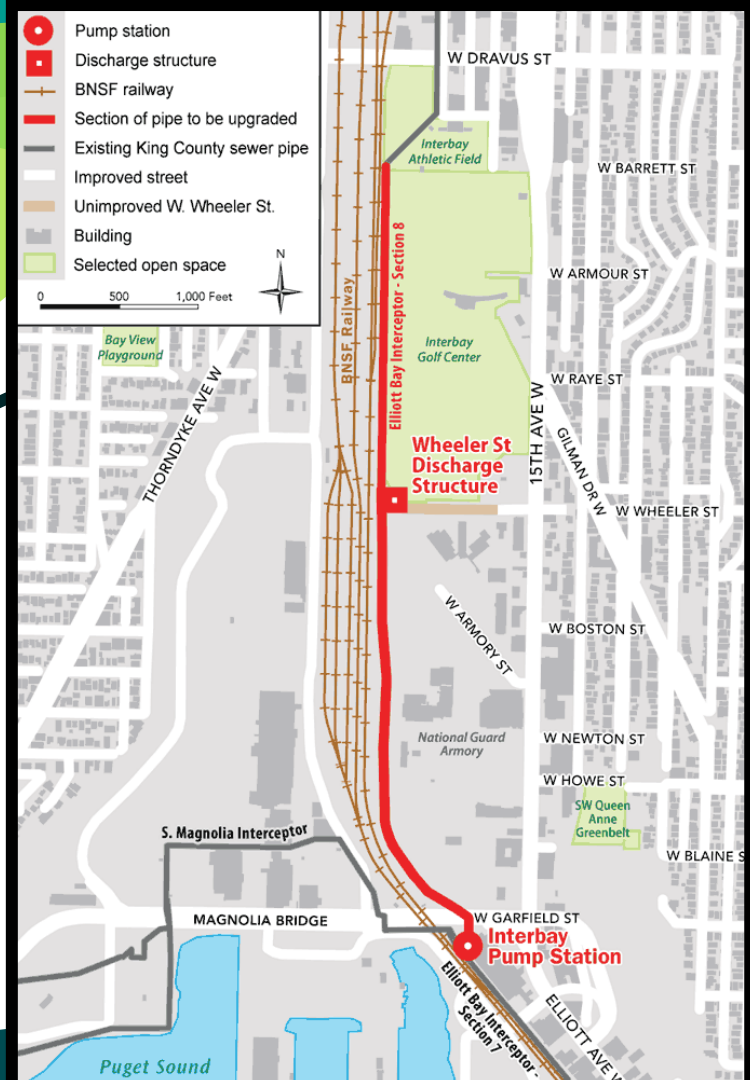 Pump station
Discharge structure
BNSF railway
Section of pipe to be upgraded
Existing King County sewer pipe
Improved street
Unimproved W. Wheeler St.
Building
Selected open space
N
0 500 1,000 Feet
W DRAVUS ST
Interbay
Athletic Field
W BARRETT ST
Elliott Bay Interceptor - Section 8
BNSF Railway
W ARMOUR ST
Bay View
Playground
Interbay
Golf Center
THORNDYKE AVE W
W RAYE ST
15TH AVE W
GILMAN DR W
Wheeler St
Discharge
Structure
W WHEELER ST
W ARMORY ST
W BOSTON ST
National Guard
Armory
W NEWTON ST
W HOWE ST
SW Queen
Anne
Greenbelt
S. Magnolia Interceptor
W BLAINE S
MAGNOLIA BRIDGE
W GARFIELD ST
Interbay
Pump Station
Elliott Bay Interceptor -
Section 7
ELLIOTT AVE W
Puget Sound